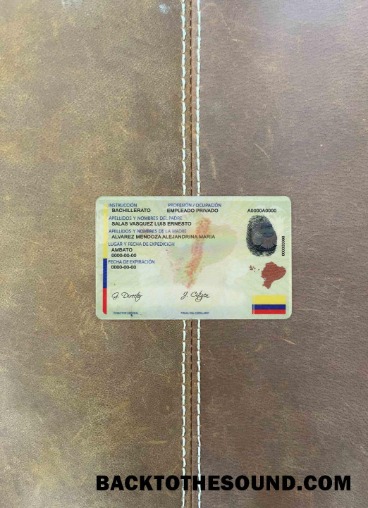 INSTRUCCIÓN PROFESIÓN / OCUPACIÓN
BACHILLERATO EMPLEADO PRIVADO A0000A0000
APELLIDOS Y NOMBRES DEL PADRE
SALAS VASQUEZ LUIS ERNESTO
APELLIDOS Y NOMBRES DE LA MADRE
ALVAREZ MENDOZA ALEJANDRINA MARIA
LUGAR Y FECHA DE EXPEDICIÓN
AMBATO
0000-00-00
FECHA DE EXPIRACIÓN
0000-00-00
G. Director
BACKTOTHESOUND.COM